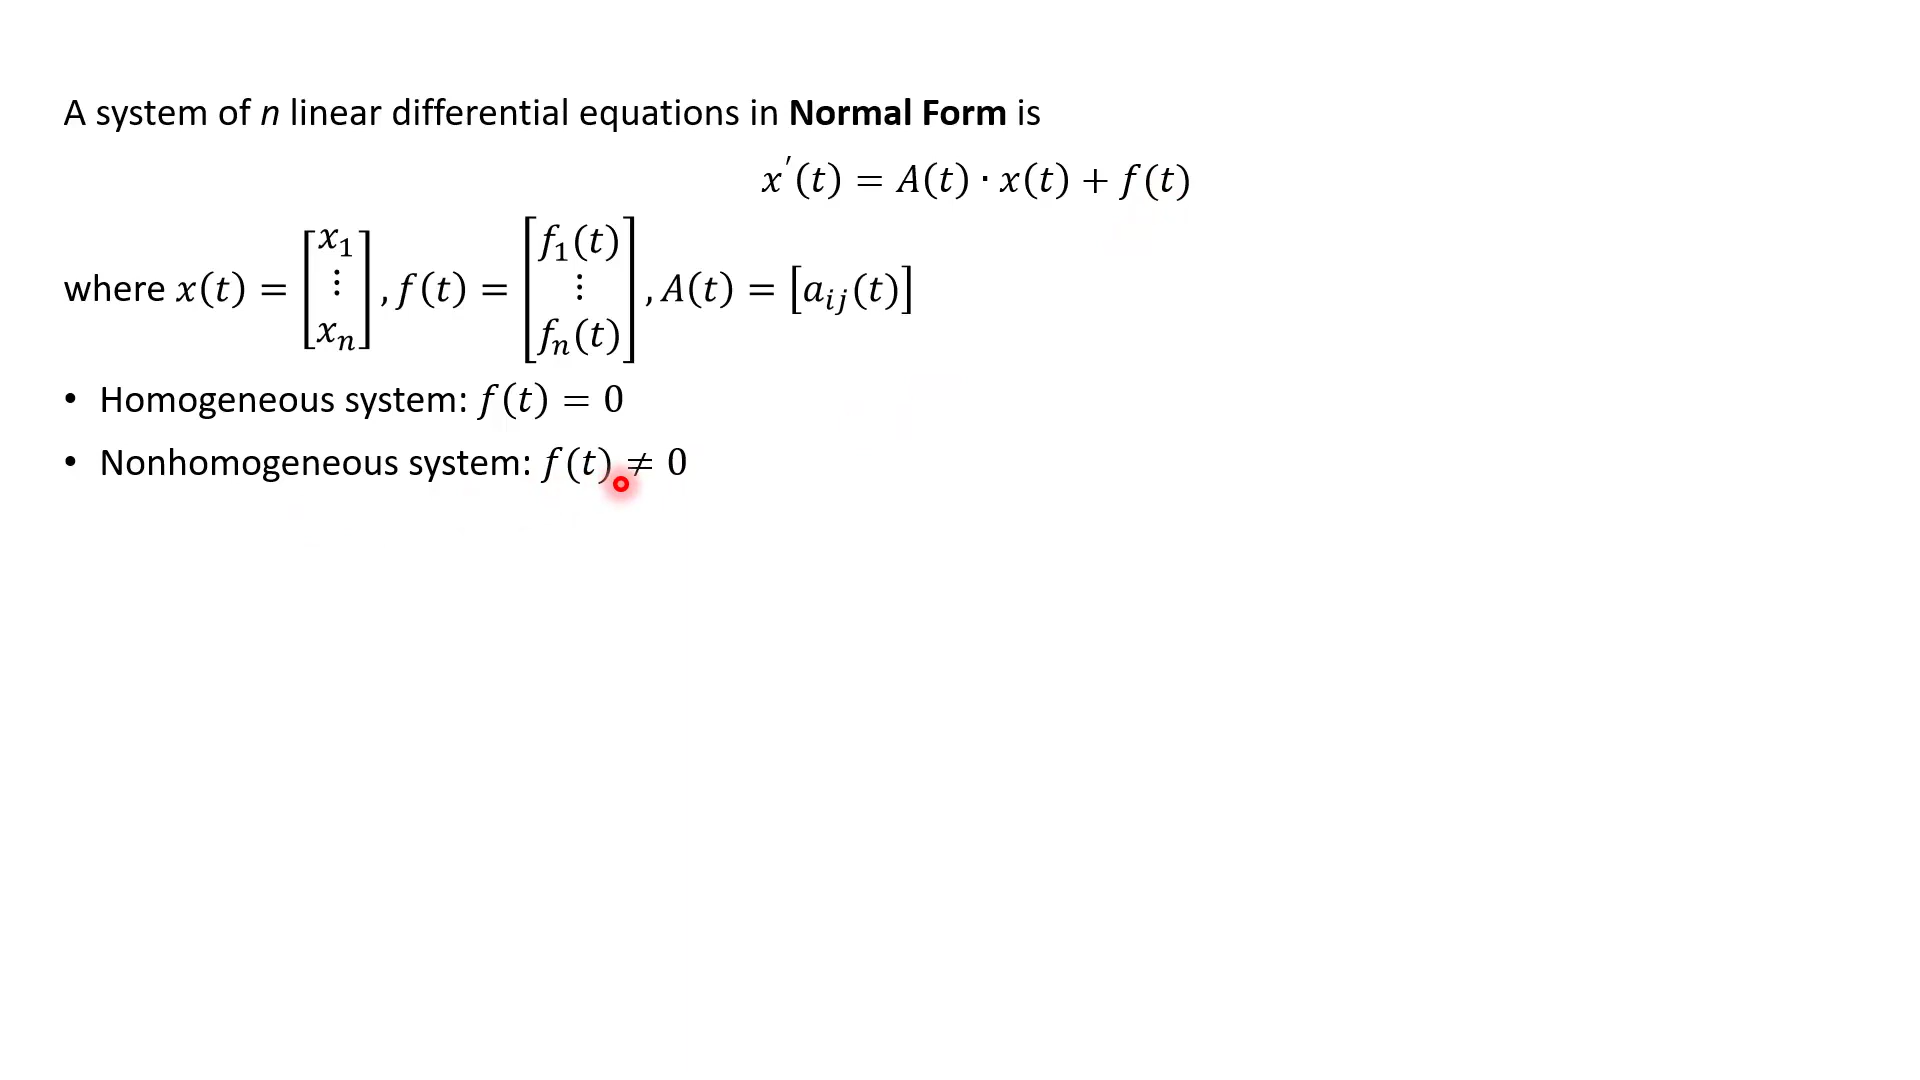 A system of n linear differential equations in Normal Form is
x′(t) = A(t) · x(t) + f(t)
where x(t) = [x₁ ⋮ xₙ], f(t) = [f₁(t) ⋮ fₙ(t)], A(t) = [aᵢⱼ(t)]
• Homogeneous system: f(t) = 0
• Nonhomogeneous system: f(t) ≠ 0